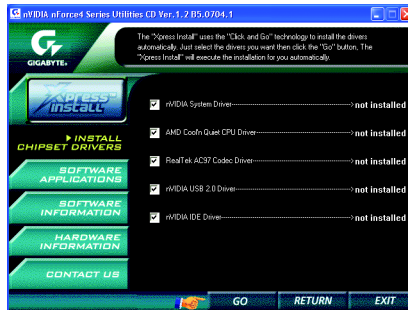 nVIDIA nForce4 Series Utilities CD Ver.1.2 B5.0704.1
GIGABYTE
The "Xpress Install" uses the "Click and Go" technology to install the drivers
automatically. Just select the drivers you want then click the "Go" button, The
"Xpress Install" will execute the installation for you automatically.
Xpress
INSTALL
INSTALL
CHIPSET DRIVERS
SOFTWARE
APPLICATIONS
SOFTWARE
INFORMATION
HARDWARE
INFORMATION
CONTACT US
nVIDIA System Driver not installed
AMD Cool'n Quiet CPU Driver not installed
RealTek AC97 Codec Driver not installed
nVIDIA USB 2.0 Driver not installed
nVIDIA IDE Driver not installed
GO RETURN EXIT